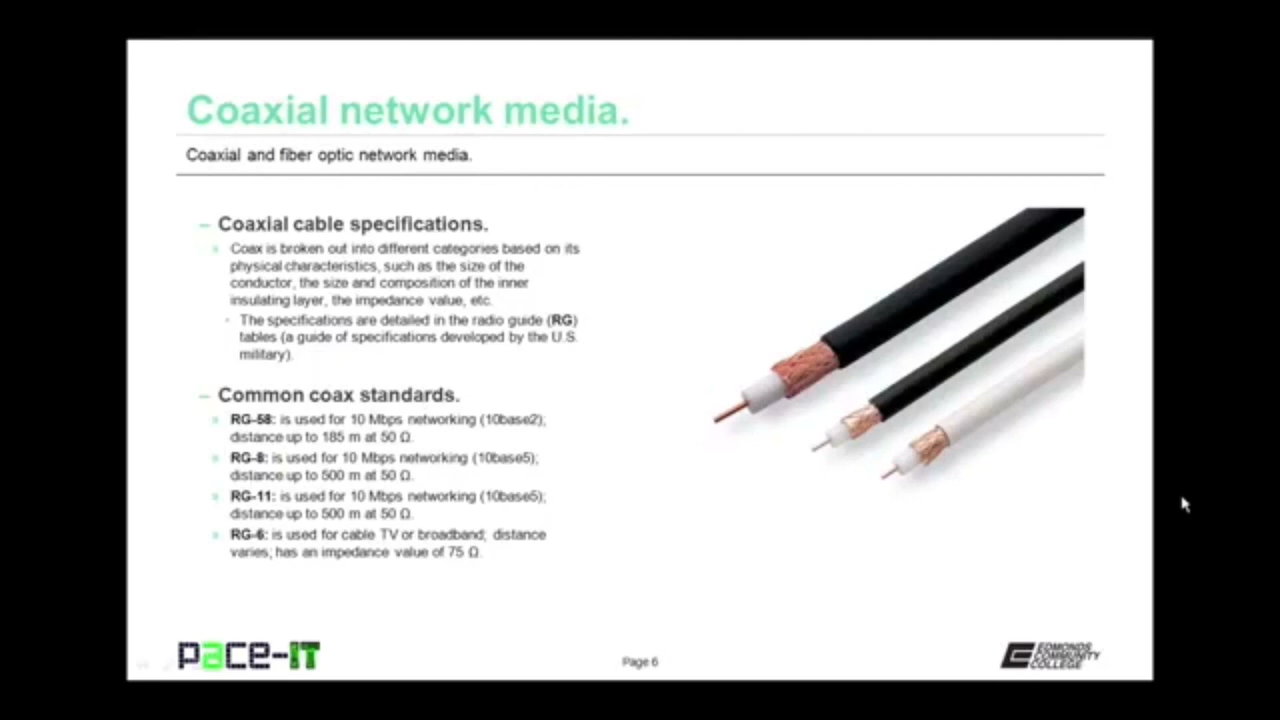 Coaxial network media.
Coaxial and fiber optic network media.
– Coaxial cable specifications.
» Coax is broken out into different categories based on its
physical characteristics, such as the size of the
conductor, the size and composition of the inner
insulating layer, the impedance value, etc.
• The specifications are detailed in the radio guide (RG)
tables (a guide of specifications developed by the U.S.
military).
– Common coax standards.
» RG-58: is used for 10 Mbps networking (10base2);
distance up to 185 m at 50 Ω.
» RG-8: is used for 10 Mbps networking (10base5);
distance up to 500 m at 50 Ω.
» RG-11: is used for 10 Mbps networking (10base5);
distance up to 500 m at 50 Ω.
» RG-6: is used for cable TV or broadband; distance
varies; has an impedance value of 75 Ω.
pace-IT
Page 6
EDMONDS
COMMUNITY
COLLEGE